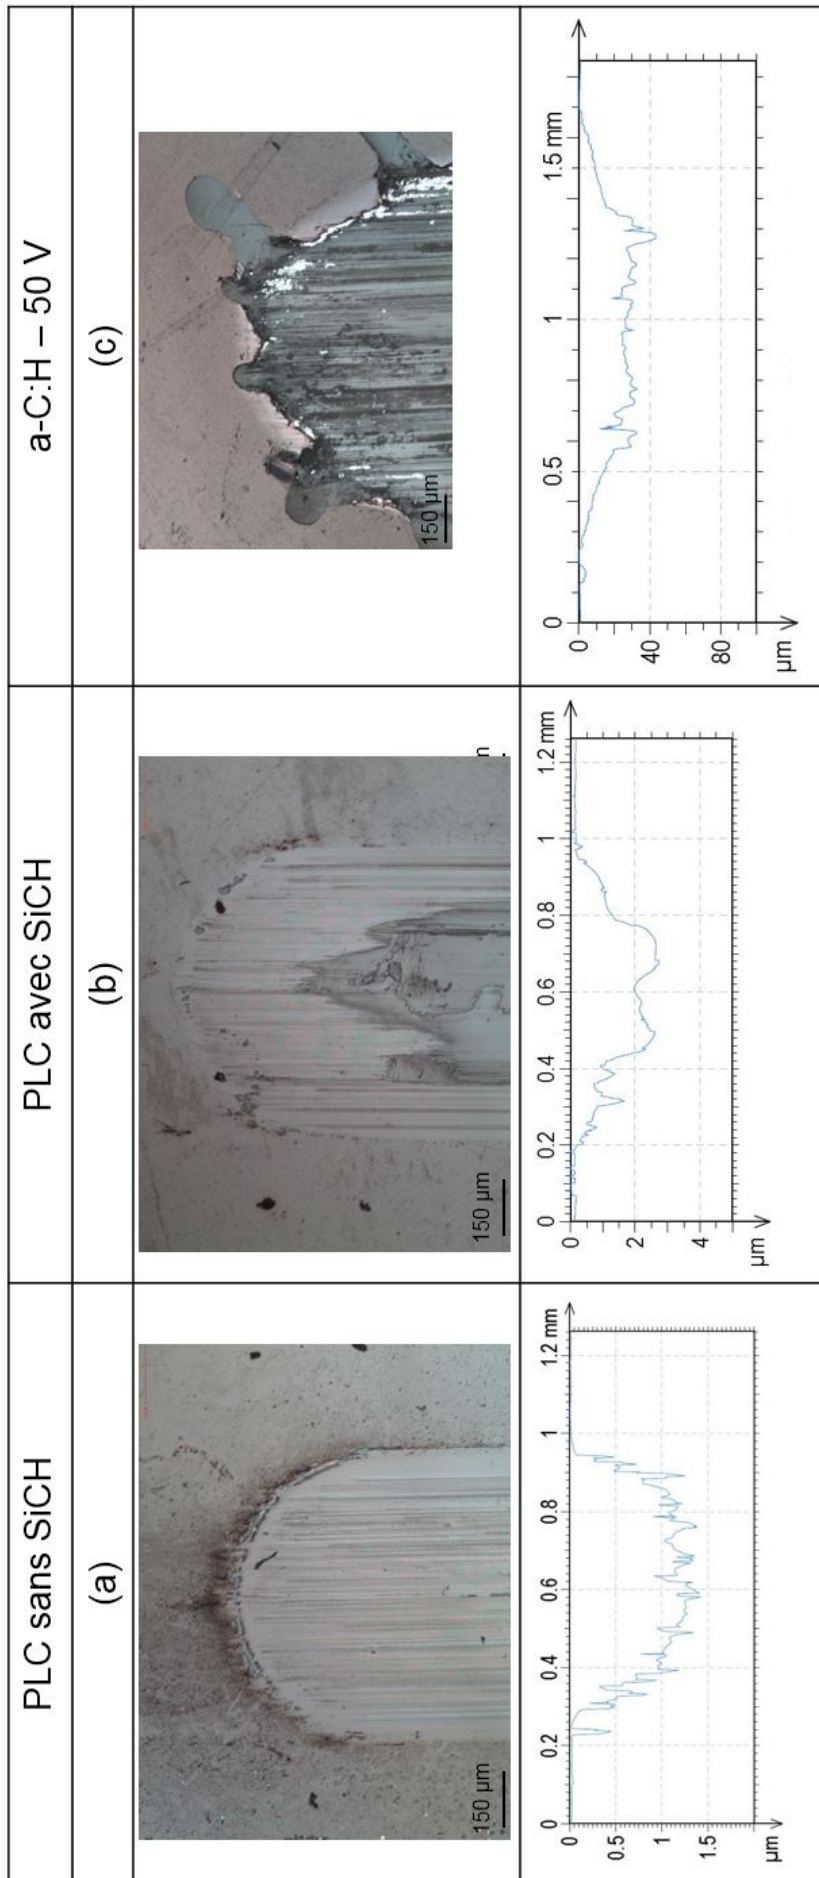 PLC sans SiCH
PLC avec SiCH
a-C:H – 50 V
(a)
(b)
(c)
150 µm
150 µm
150 µm
0 0.2 0.4 0.6 0.8 1 1.2 mm
0
0.5
1
1.5
µm
0 0.2 0.4 0.6 0.8 1 1.2 mm
0
2
4
µm
0 0.5 1 1.5 mm
0
40
80
µm